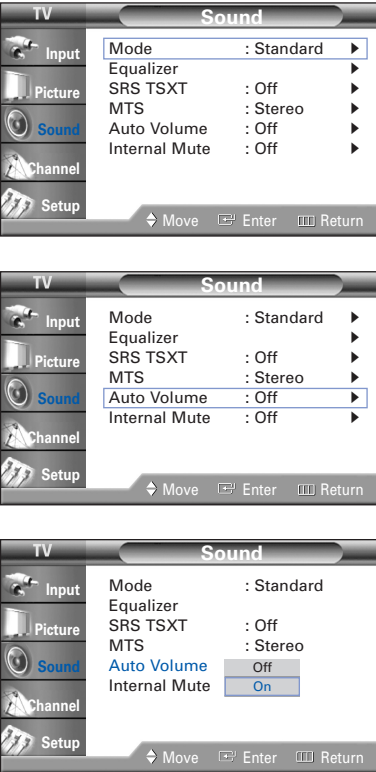 TV Sound
Input Mode : Standard
Equalizer
Picture SRS TSXT : Off
MTS : Stereo
Sound Auto Volume : Off
Internal Mute : Off
Channel
Setup
Move Enter Return
TV Sound
Input Mode : Standard
Equalizer
Picture SRS TSXT : Off
MTS : Stereo
Sound Auto Volume : Off
Internal Mute : Off
Channel
Setup
Move Enter Return
TV Sound
Input Mode : Standard
Equalizer
Picture SRS TSXT : Off
MTS : Stereo
Sound Auto Volume Off
Internal Mute On
Channel
Setup
Move Enter Return